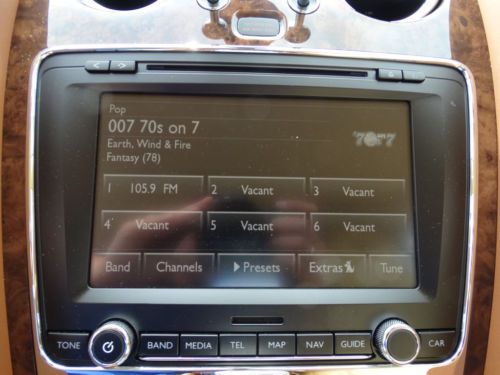 Pop
007 70s on 7
Earth, Wind & Fire
Fantasy (78)
'70s7
1 105.9 FM 2 Vacant 3 Vacant
4 Vacant 5 Vacant 6 Vacant
Band Channels Presets Extras Tune
TONE BAND MEDIA TEL MAP NAV GUIDE CAR